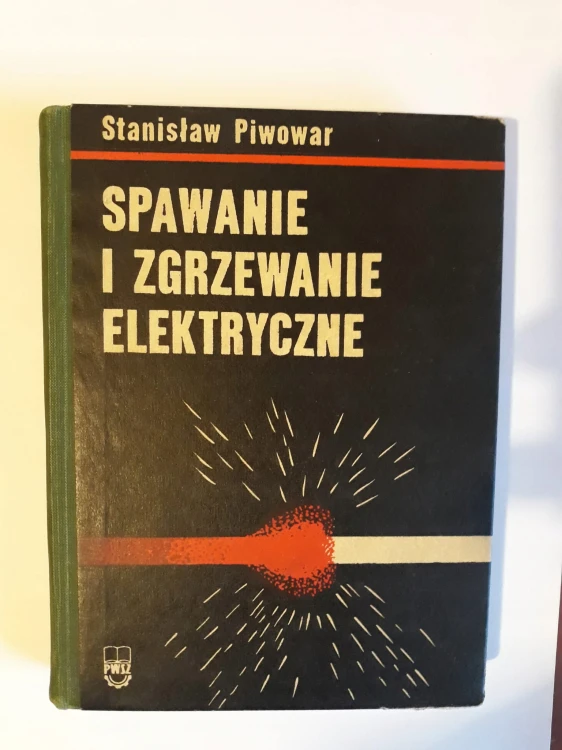 Stanisław Piwowar
SPAWANIE
I ZGRZEWANIE
ELEKTRYCZNE
PWSZ